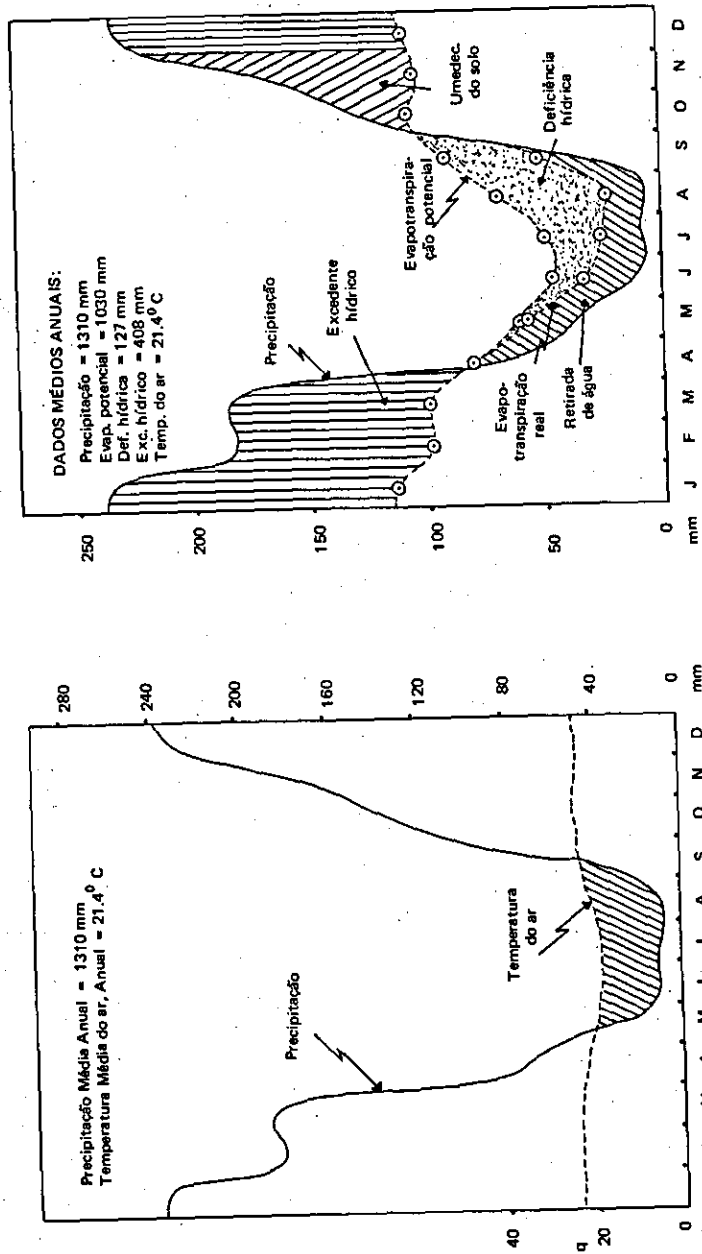 Precipitação Média Anual = 1310 mm
Temperatura Média do ar, Anual = 21.4⁰ C
Precipitação
Temperatura
do ar
40
q
20
0
280
240
200
160
120
80
40
0
mm
M J J A S O N D
DADOS MÉDIOS ANUAIS:
Precipitação = 1310 mm
Evap. potencial = 1030 mm
Def. hídrica = 127 mm
Exc. hídrico = 408 mm
Temp. do ar = 21.4⁰ C
Precipitação
Excedente
hídrico
Evapotranspira-
ção potencial
Umedec.
do solo
Deficiência
hídrica
Evapo-
transpiração
real
Retirada
de água
250
200
150
100
50
0
mm
J F M A M J J A S O N D